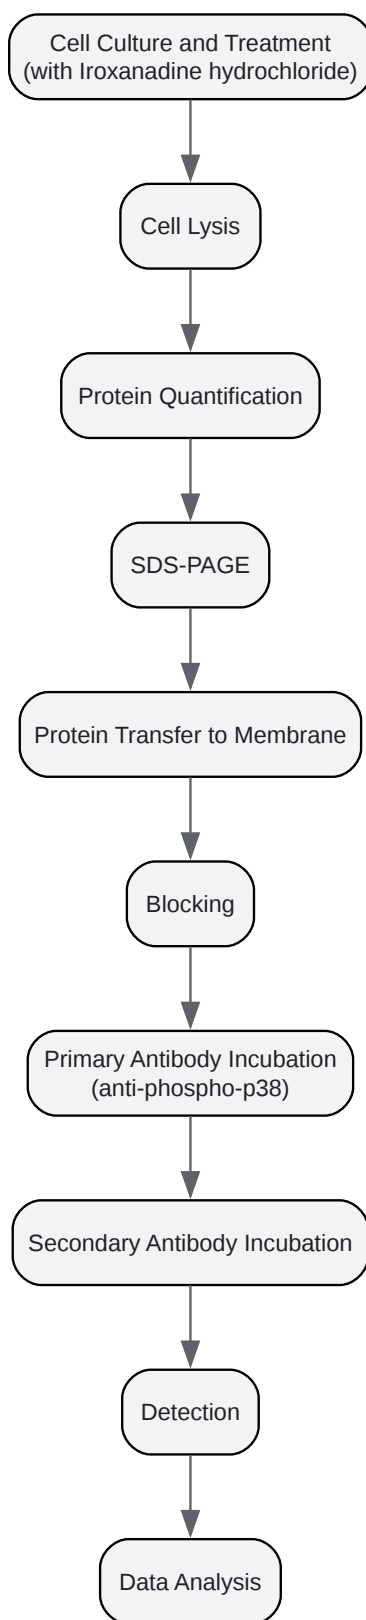 Cell Culture and Treatment
(with Iroxanadine hydrochloride)
Cell Lysis
Protein Quantification
SDS-PAGE
Protein Transfer to Membrane
Blocking
Primary Antibody Incubation
(anti-phospho-p38)
Secondary Antibody Incubation
Detection
Data Analysis